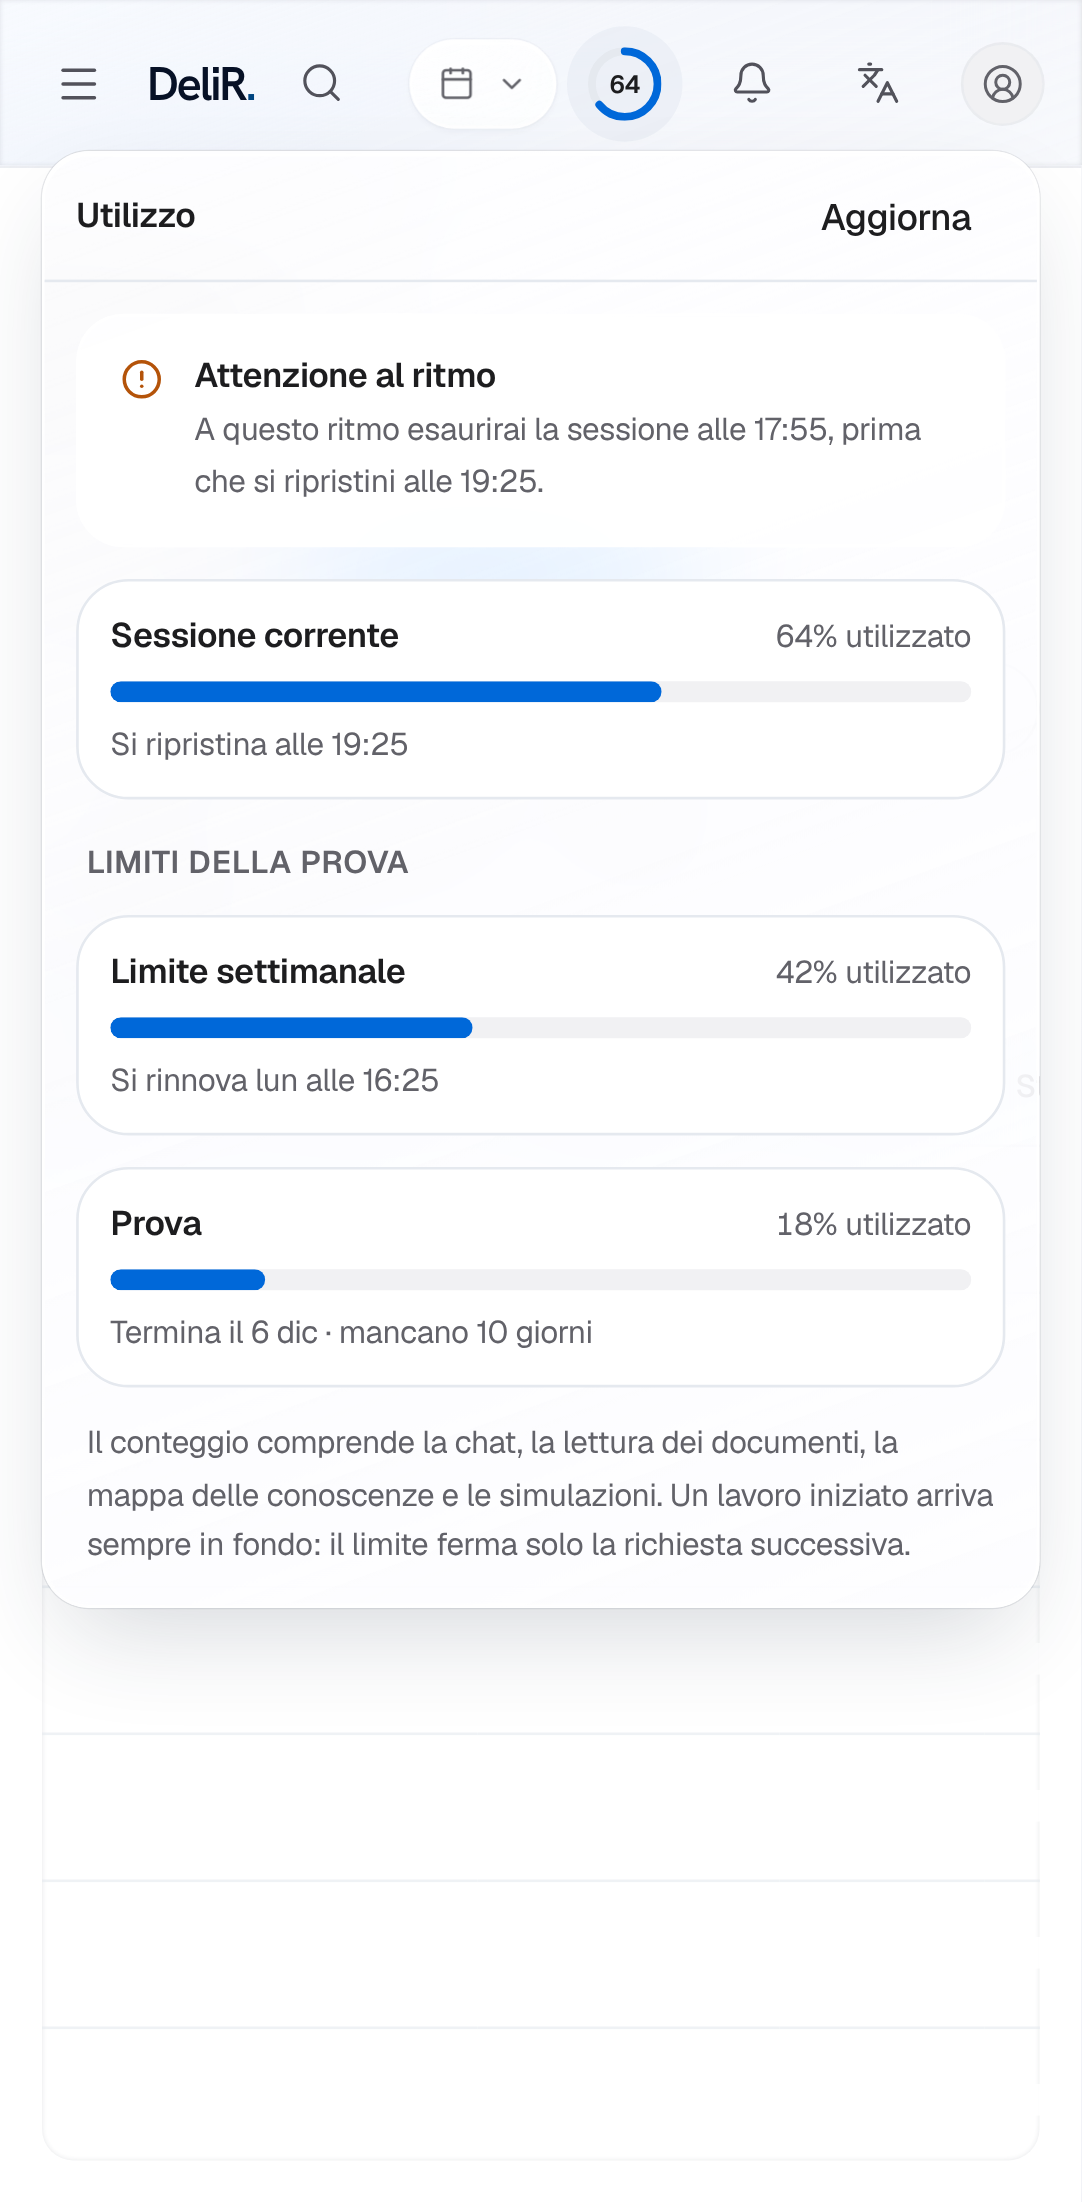 DeliR.
64
Utilizzo
Aggiorna
Attenzione al ritmo
A questo ritmo esaurirai la sessione alle 17:55, prima
che si ripristini alle 19:25.
Sessione corrente
64% utilizzato
Si ripristina alle 19:25
LIMITI DELLA PROVA
Limite settimanale
42% utilizzato
Si rinnova lun alle 16:25
Prova
18% utilizzato
Termina il 6 dic · mancano 10 giorni
Il conteggio comprende la chat, la lettura dei documenti, la
mappa delle conoscenze e le simulazioni. Un lavoro iniziato arriva
sempre in fondo: il limite ferma solo la richiesta successiva.